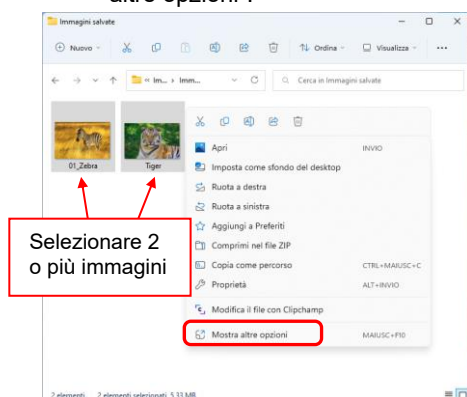 altre opzioni".
Immagini salvate
Nuovo
Ordina
Visualizza
« Im... › Imm...
Cerca in Immagini salvate
01_Zebra
Tiger
Apri INVIO
Imposta come sfondo del desktop
Ruota a destra
Ruota a sinistra
Aggiungi a Preferiti
Comprimi nel file ZIP
Copia come percorso CTRL+MAIUSC+C
Proprietà ALT+INVIO
Modifica il file con Clipchamp
Mostra altre opzioni MAIUSC+F10
Selezionare 2
o più immagini
2 elementi 2 elementi selezionati 5,33 MB